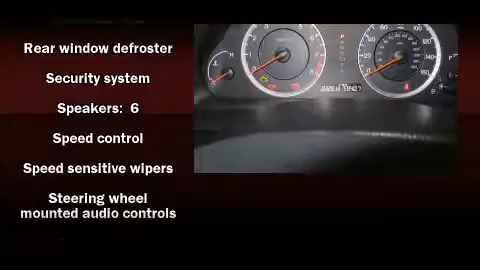 Rear window defroster
Security system
Speakers: 6
Speed control
Speed sensitive wipers
Steering wheel
mounted audio controls